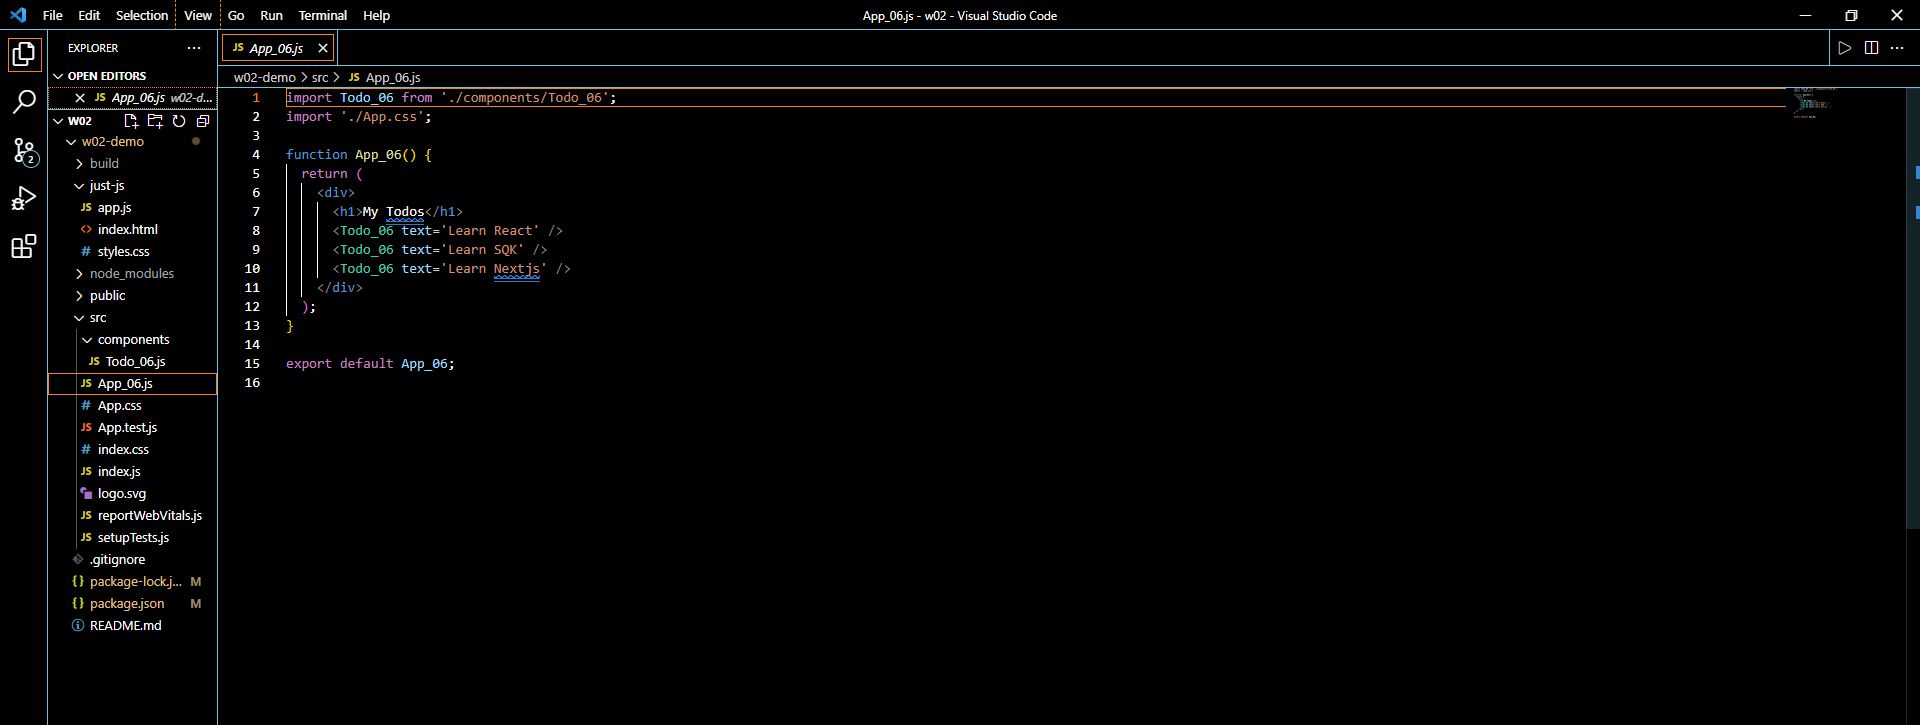 File Edit Selection View Go Run Terminal Help
App_06.js - w02 - Visual Studio Code
EXPLORER
OPEN EDITORS
JS App_06.js w02-d...
W02
w02-demo
build
just-js
JS app.js
<> index.html
# styles.css
node_modules
public
src
components
JS Todo_06.js
JS App_06.js
# App.css
JS App.test.js
# index.css
JS index.js
logo.svg
JS reportWebVitals.js
JS setupTests.js
.gitignore
{} package-lock.j... M
{} package.json M
README.md
2
JS App_06.js
w02-demo > src > JS App_06.js
1 import Todo_06 from './components/Todo_06';
2 import './App.css';
3
4 function App_06() {
5 return (
6 <div>
7 <h1>My Todos</h1>
8 <Todo_06 text='Learn React' />
9 <Todo_06 text='Learn SQK' />
10 <Todo_06 text='Learn Nextjs' />
11 </div>
12 );
13 }
14
15 export default App_06;
16